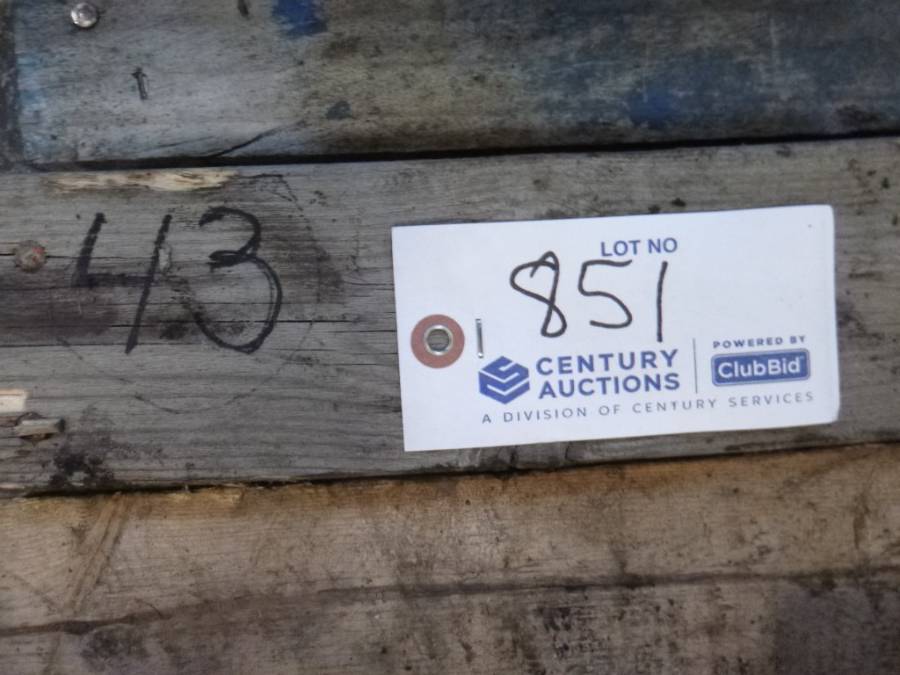 43
LOT NO
851
CENTURY
AUCTIONS
POWERED BY
ClubBid
A DIVISION OF CENTURY SERVICES